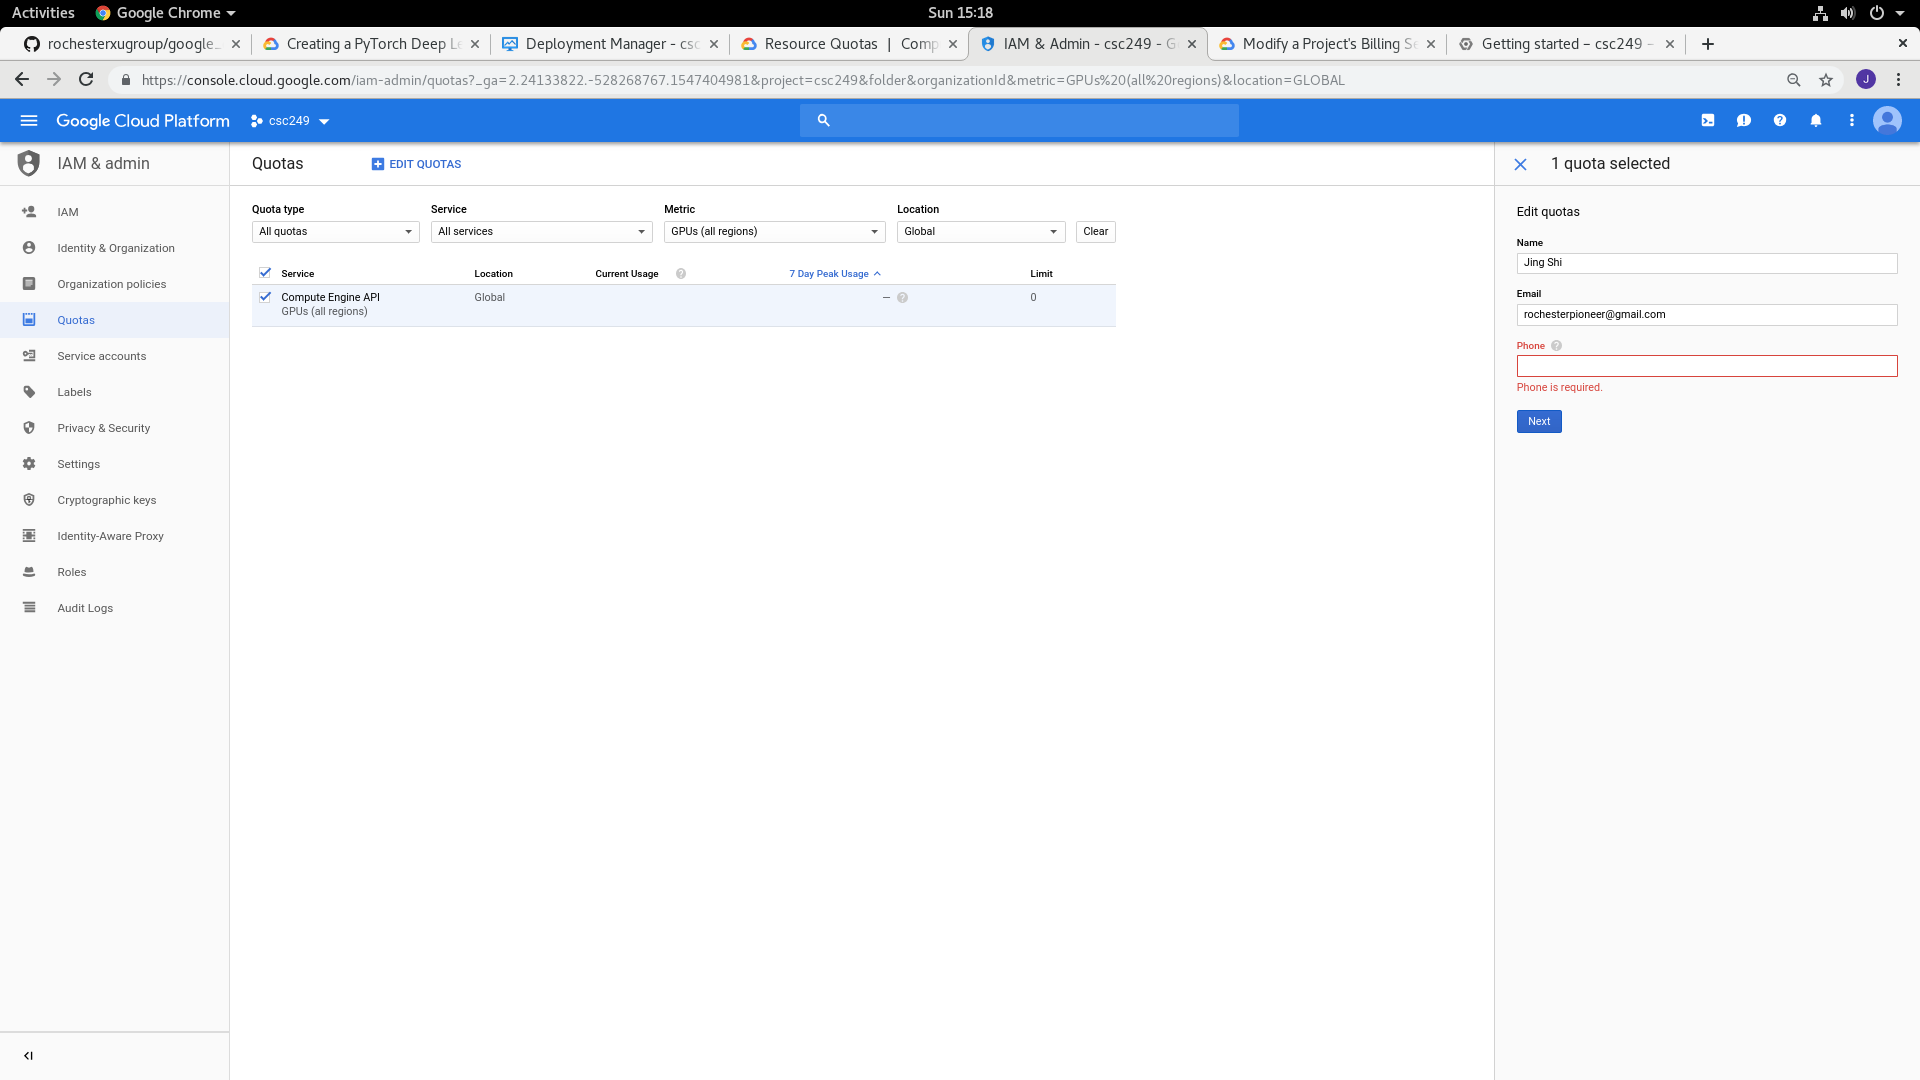 Activities Google Chrome Sun 15:18
rochesterxugroup/google_ Creating a PyTorch Deep Le Deployment Manager - csc Resource Quotas | Comp IAM & Admin - csc249 - G Modify a Project's Billing Se Getting started – csc249 –
https://console.cloud.google.com/iam-admin/quotas?_ga=2.24133822.-528268767.1547404981&project=csc249&folder&organizationId&metric=GPUs%20(all%20regions)&location=GLOBAL J
Google Cloud Platform csc249
IAM & admin
IAM
Identity & Organization
Organization policies
Quotas
Service accounts
Labels
Privacy & Security
Settings
Cryptographic keys
Identity-Aware Proxy
Roles
Audit Logs
Quotas EDIT QUOTAS
Quota type Service Metric Location
All quotas All services GPUs (all regions) Global Clear
Service Location Current Usage ? 7 Day Peak Usage Limit
Compute Engine API Global — ? 0
GPUs (all regions)
1 quota selected
Edit quotas
Name
Jing Shi
Email
rochesterpioneer@gmail.com
Phone ?
Phone is required.
Next